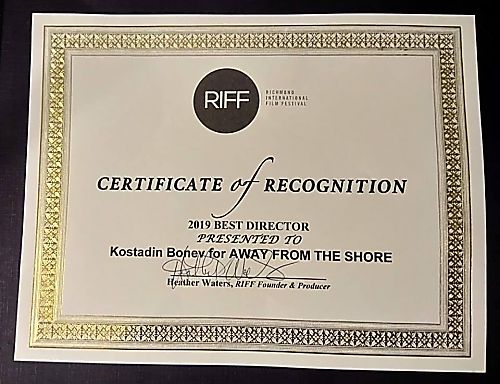 RIFF
RICHMOND
INTERNATIONAL
FILM FESTIVAL
CERTIFICATE of RECOGNITION
2019 BEST DIRECTOR
PRESENTED TO
Kostadin Bonev for AWAY FROM THE SHORE
Heather Waters, RIFF Founder & Producer